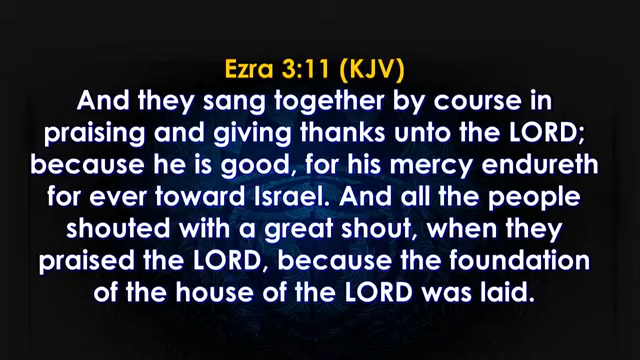 Ezra 3:11 (KJV)
And they sang together by course in
praising and giving thanks unto the LORD;
because he is good, for his mercy endureth
for ever toward Israel. And all the people
shouted with a great shout, when they
praised the LORD, because the foundation
of the house of the LORD was laid.